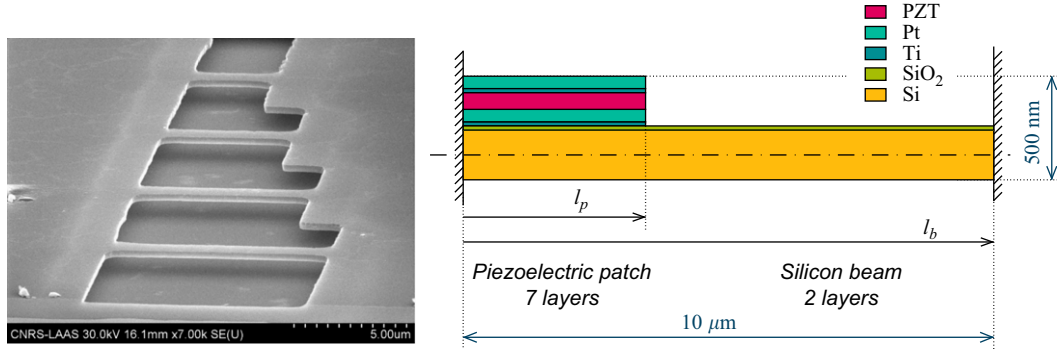 CNRS-LAAS 30.0kV 16.1mm x7.00k SE(U)
5.00um
PZT
Pt
Ti
SiO₂
Si
500 nm
lₚ
l_b
Piezoelectric patch
7 layers
Silicon beam
2 layers
10 μm